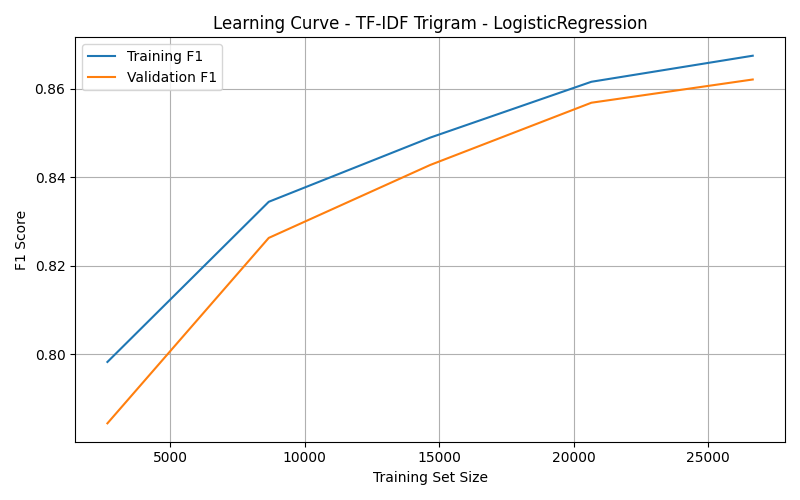 Learning Curve - TF-IDF Trigram - LogisticRegression
Training F1
Validation F1
0.86
0.84
0.82
0.80
F1 Score
5000 10000 15000 20000 25000
Training Set Size